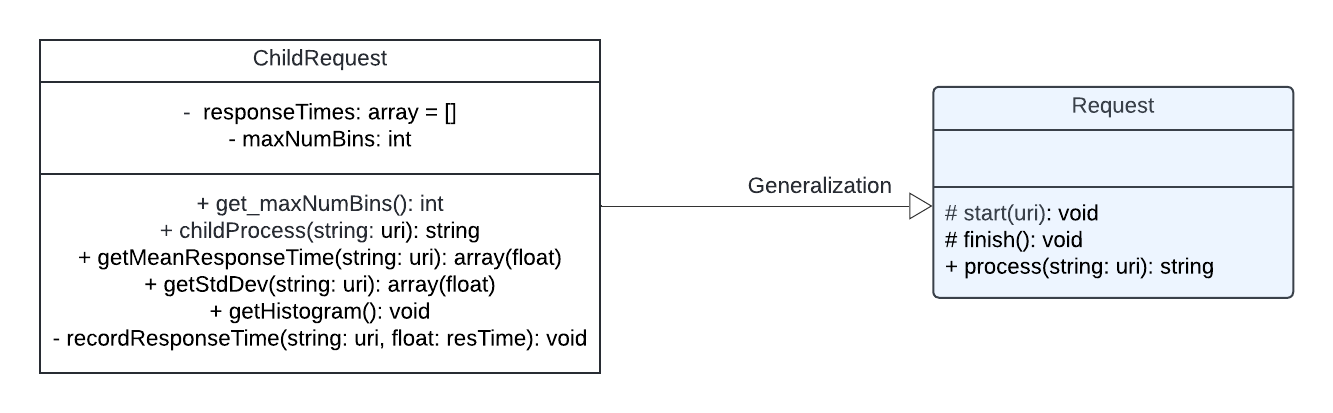 ChildRequest
- responseTimes: array = []
- maxNumBins: int
+ get_maxNumBins(): int
+ childProcess(string: uri): string
+ getMeanResponseTime(string: uri): array(float)
+ getStdDev(string: uri): array(float)
+ getHistogram(): void
- recordResponseTime(string: uri, float: resTime): void
Generalization
Request
# start(uri): void
# finish(): void
+ process(string: uri): string